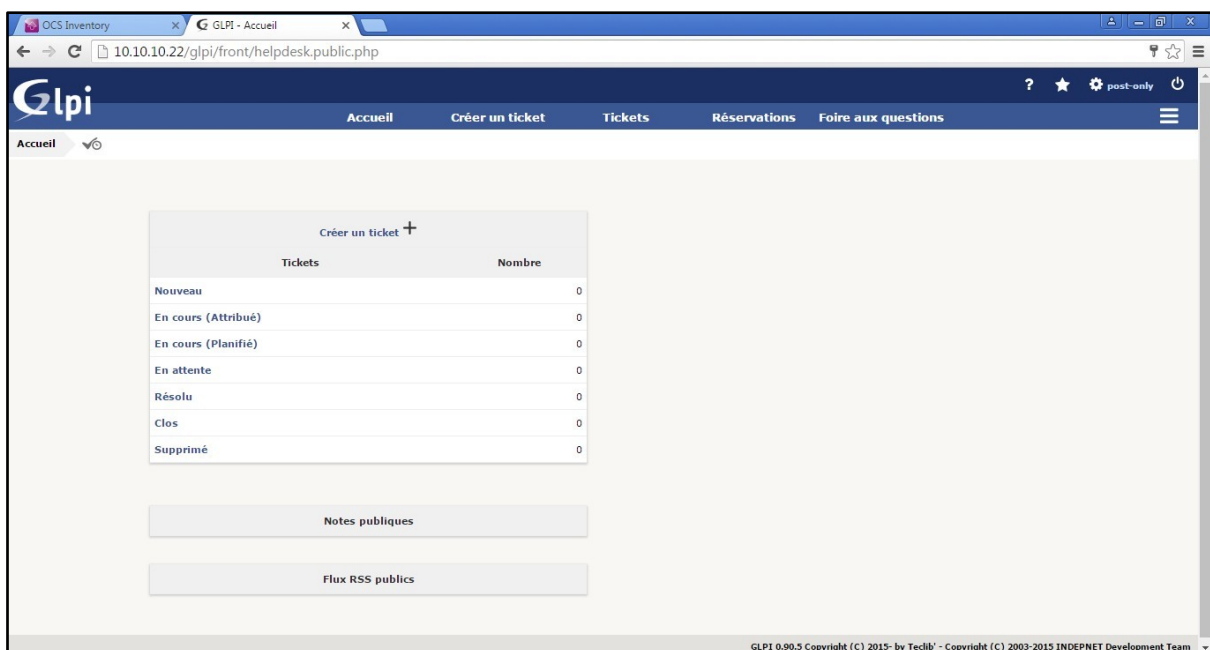 OCS Inventory
GLPI - Accueil
10.10.10.22/glpi/front/helpdesk.public.php
Glpi
? post-only
Accueil Créer un ticket Tickets Réservations Foire aux questions
Accueil
Créer un ticket +
Tickets Nombre
Nouveau 0
En cours (Attribué) 0
En cours (Planifié) 0
En attente 0
Résolu 0
Clos 0
Supprimé 0
Notes publiques
Flux RSS publics
GLPI 0.90.5 Copyright (C) 2015- by Teclib' - Copyright (C) 2003-2015 INDEPNET Development Team